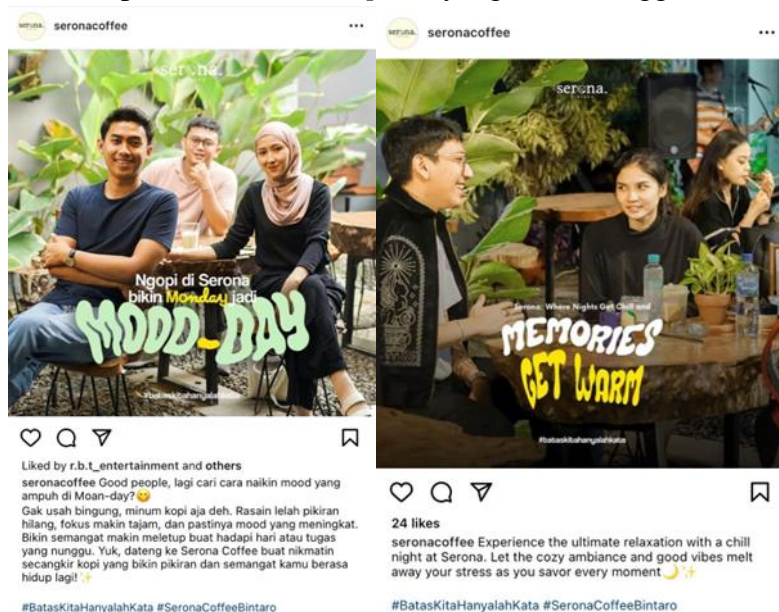 serona.
seronacoffee
serona.
Ngopi di Serona
bikin Monday jadi
MOOD-DAY
#bataskitahanyalahkata
Liked by r.b.t_entertainment and others
seronacoffee Good people, lagi cari cara naikin mood yang
ampuh di Moan-day?😋
Gak usah bingung, minum kopi aja deh. Rasain lelah pikiran
hilang, fokus makin tajam, dan pastinya mood yang meningkat.
Bikin semangat makin meletup buat hadapi hari atau tugas
yang nunggu. Yuk, dateng ke Serona Coffee buat nikmatin
secangkir kopi yang bikin pikiran dan semangat kamu berasa
hidup lagi!✨
#BatasKitaHanyalahKata #SeronaCoffeeBintaro
serona.
seronacoffee
serona.
Serona: Where Nights Get Chill and
MEMORIES
GET WARM
#bataskitahanyalahkata
24 likes
seronacoffee Experience the ultimate relaxation with a chill
night at Serona. Let the cozy ambiance and good vibes melt
away your stress as you savor every moment🌙✨
#BatasKitaHanyalahKata #SeronaCoffeeBintaro